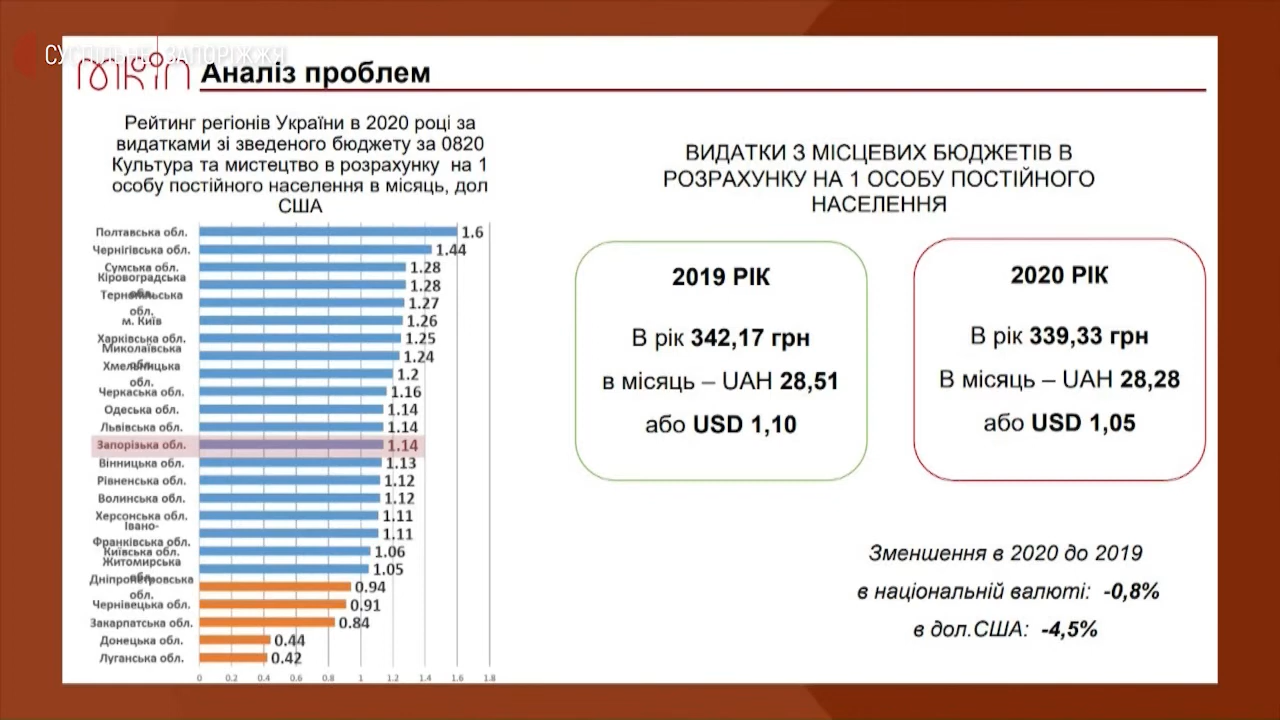 СУСПІЛЬНЕ ЗАПОРІЖЖЯ
МКІП
Аналіз проблем
Рейтинг регіонів України в 2020 році за
видатками зі зведеного бюджету за 0820
Культура та мистецтво в розрахунку на 1
особу постійного населення в місяць, дол
США
Полтавська обл. 1.6
Чернігівська обл. 1.44
Сумська обл. 1.28
Кіровоградська обл. 1.28
Тернопільська обл. 1.27
м. Київ 1.26
Харківська обл. 1.25
Миколаївська обл. 1.24
Хмельницька обл. 1.2
Черкаська обл. 1.16
Одеська обл. 1.14
Львівська обл. 1.14
Запорізька обл. 1.14
Вінницька обл. 1.13
Рівненська обл. 1.12
Волинська обл. 1.12
Херсонська обл. 1.11
Івано-
Франківська обл. 1.11
Київська обл. 1.06
Житомирська обл. 1.05
Дніпропетровська обл. 0.94
Чернівецька обл. 0.91
Закарпатська обл. 0.84
Донецька обл. 0.44
Луганська обл. 0.42
0 0.2 0.4 0.6 0.8 1 1.2 1.4 1.6 1.8
ВИДАТКИ З МІСЦЕВИХ БЮДЖЕТІВ В
РОЗРАХУНКУ НА 1 ОСОБУ ПОСТІЙНОГО
НАСЕЛЕННЯ
2019 РІК
В рік 342,17 грн
в місяць – UAH 28,51
або USD 1,10
2020 РІК
В рік 339,33 грн
В місяць – UAH 28,28
або USD 1,05
Зменшення в 2020 до 2019
в національній валюті: -0,8%
в дол.США: -4,5%